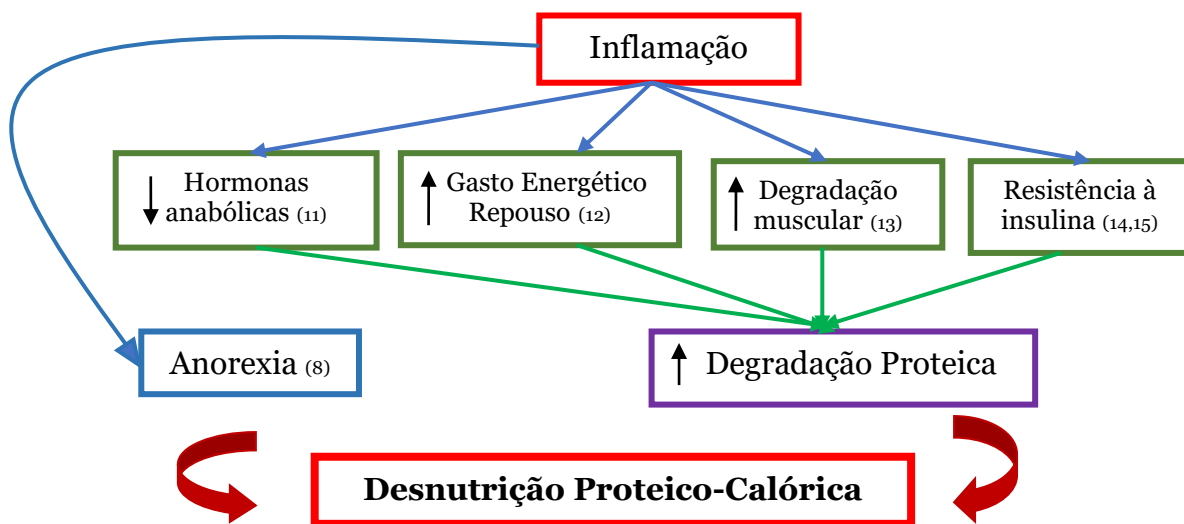 Inflamação
Hormonas
anabólicas (11)
Gasto Energético
Repouso (12)
Degradação
muscular (13)
Resistência à
insulina (14,15)
Anorexia (8)
Degradação Proteica
Desnutrição Proteico-Calórica